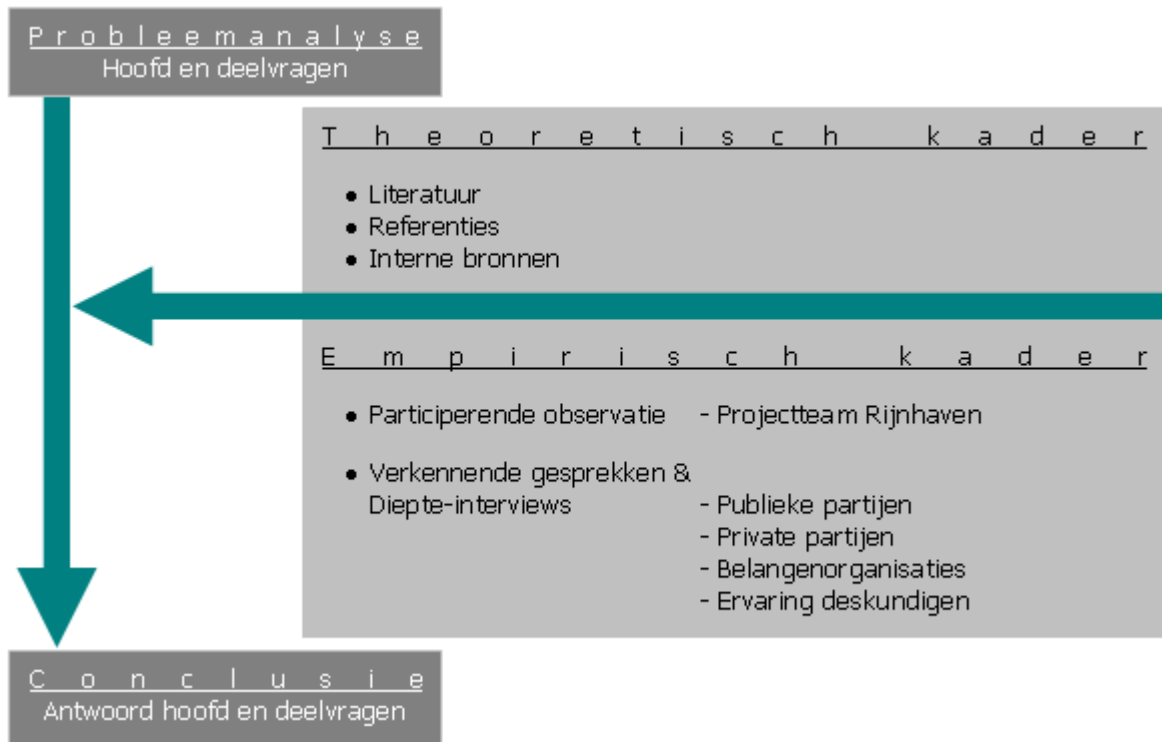 Probleemanalyse
Hoofd en deelvragen
Theoretisch kader
● Literatuur
● Referenties
● Interne bronnen
Empirisch kader
● Participerende observatie - Projectteam Rijnhaven
● Verkennende gesprekken &
Diepte-interviews - Publieke partijen
- Private partijen
- Belangenorganisaties
- Ervaring deskundigen
Conclusie
Antwoord hoofd en deelvragen